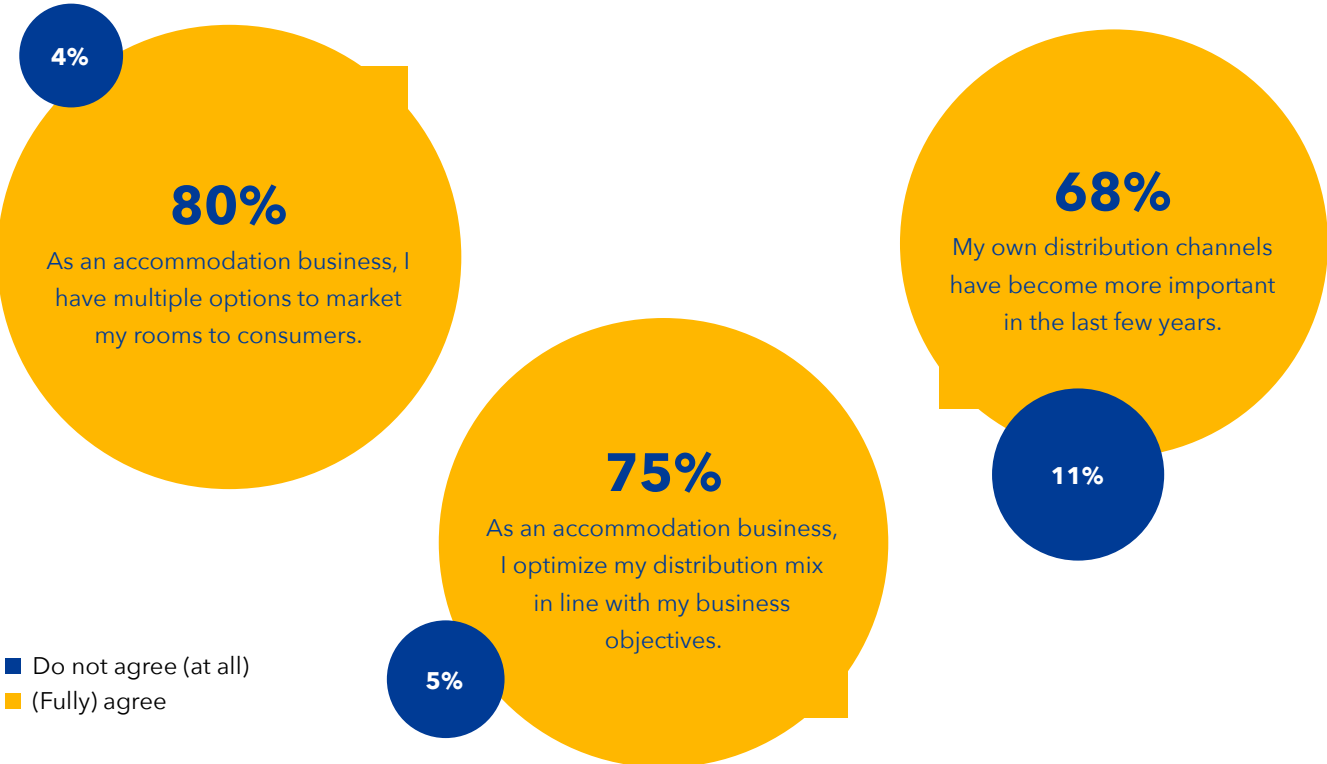 4%
80%
As an accommodation business, I
have multiple options to market
my rooms to consumers.
68%
My own distribution channels
have become more important
in the last few years.
11%
75%
As an accommodation business,
I optimize my distribution mix
in line with my business
objectives.
5%
Do not agree (at all)
(Fully) agree